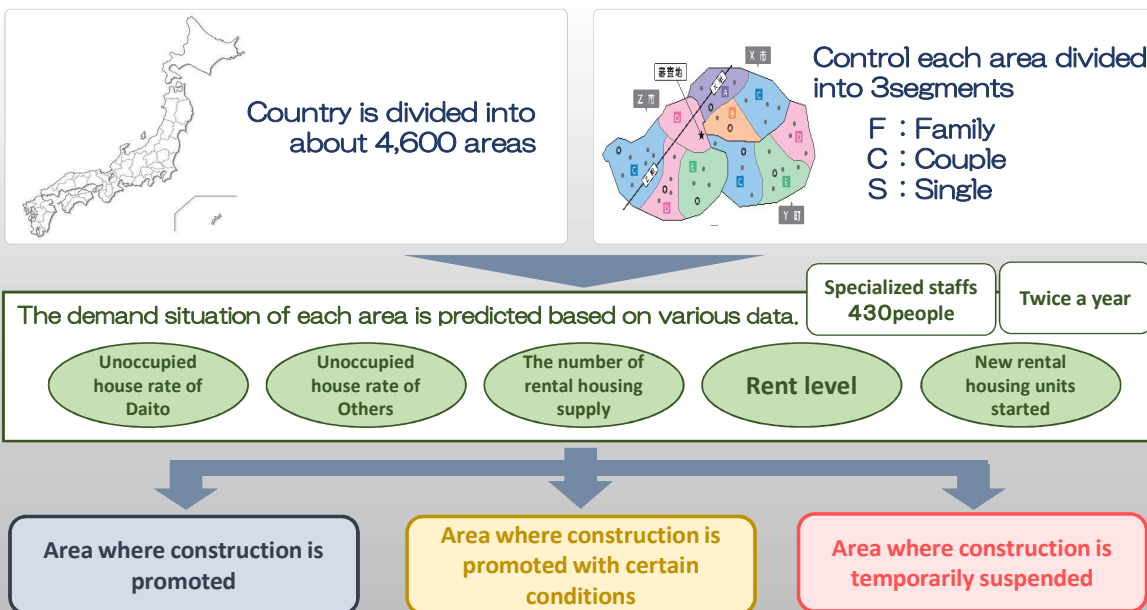 Country is divided into
about 4,600 areas
Control each area divided
into 3segments
F：Family
C：Couple
S：Single
X 市
審査地
Z 市
A
C
B
D
D
E
C
C
E
D
Y 町
Specialized staffs
430people
Twice a year
The demand situation of each area is predicted based on various data.
Unoccupied
house rate of
Daito
Unoccupied
house rate of
Others
The number of
rental housing
supply
Rent level
New rental
housing units
started
Area where construction is
promoted
Area where construction is
promoted with certain
conditions
Area where construction is
temporarily suspended